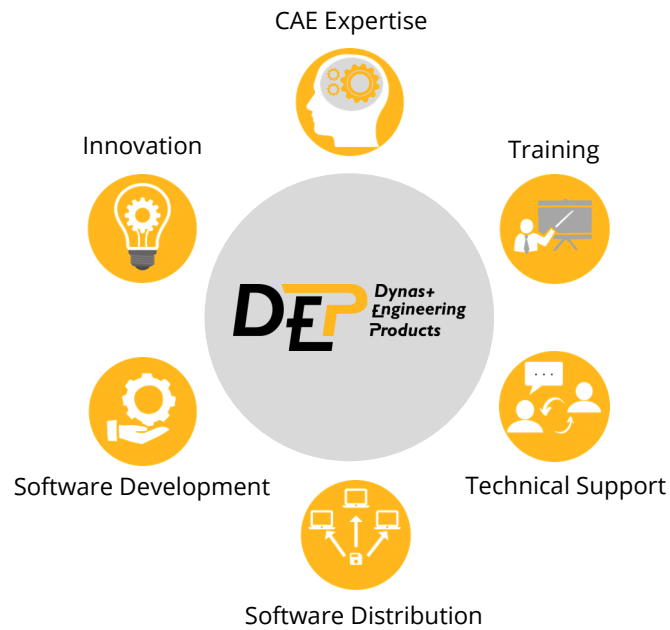 CAE Expertise
Innovation
Training
DEP
Dynas+
Engineering
Products
...
Software Development
Technical Support
Software Distribution